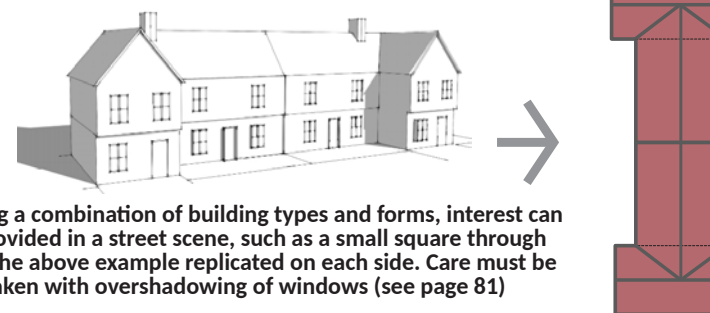 g a combination of building types and forms, interest can
ovided in a street scene, such as a small square through
he above example replicated on each side. Care must be
aken with overshadowing of windows (see page 81)